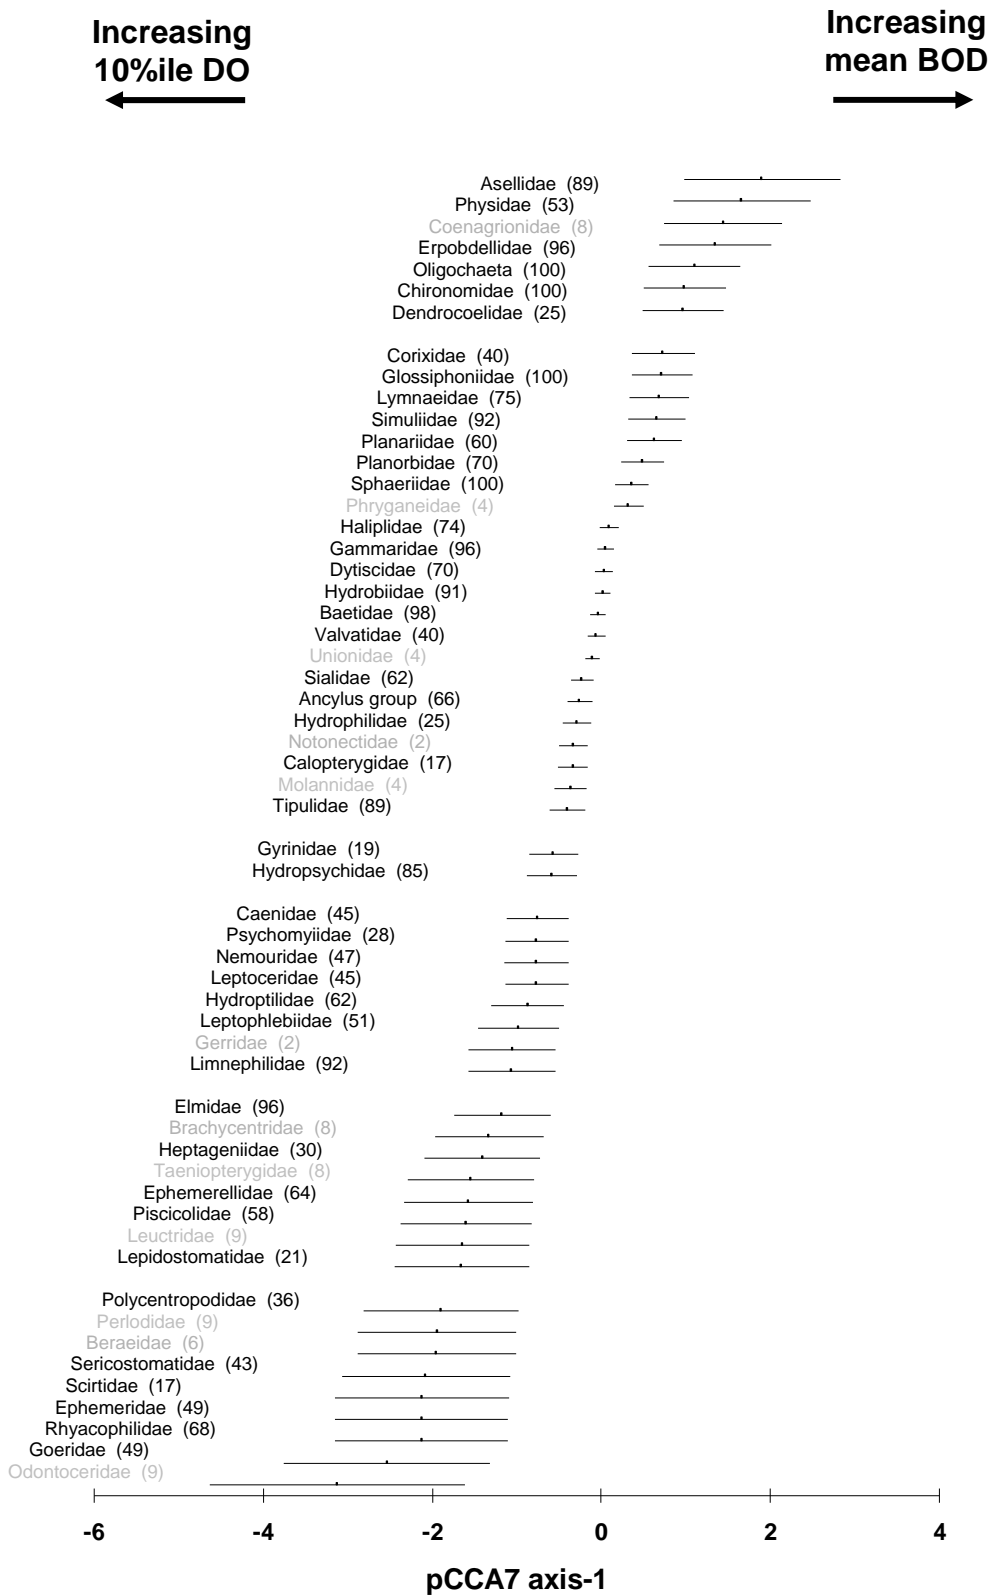 Increasing
10%ile DO
Increasing
mean BOD
Asellidae (89)
Physidae (53)
Coenagrionidae (8)
Erpobdellidae (96)
Oligochaeta (100)
Chironomidae (100)
Dendrocoelidae (25)
Corixidae (40)
Glossiphoniidae (100)
Lymnaeidae (75)
Simuliidae (92)
Planariidae (60)
Planorbidae (70)
Sphaeriidae (100)
Phryganeidae (4)
Haliplidae (74)
Gammaridae (96)
Dytiscidae (70)
Hydrobiidae (91)
Baetidae (98)
Valvatidae (40)
Unionidae (4)
Sialidae (62)
Ancylus group (66)
Hydrophilidae (25)
Notonectidae (2)
Calopterygidae (17)
Molannidae (4)
Tipulidae (89)
Gyrinidae (19)
Hydropsychidae (85)
Caenidae (45)
Psychomyiidae (28)
Nemouridae (47)
Leptoceridae (45)
Hydroptilidae (62)
Leptophlebiidae (51)
Gerridae (2)
Limnephilidae (92)
Elmidae (96)
Brachycentridae (8)
Heptageniidae (30)
Taeniopterygidae (8)
Ephemerellidae (64)
Piscicolidae (58)
Leuctridae (9)
Lepidostomatidae (21)
Polycentropodidae (36)
Perlodidae (9)
Beraeidae (6)
Sericostomatidae (43)
Scirtidae (17)
Ephemeridae (49)
Rhyacophilidae (68)
Goeridae (49)
Odontoceridae (9)
-6 -4 -2 0 2 4
pCCA7 axis-1